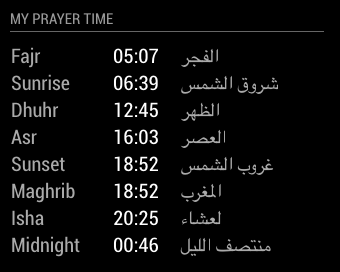 MY PRAYER TIME
Fajr 05:07 الفجر
Sunrise 06:39 شروق الشمس
Dhuhr 12:45 الظهر
Asr 16:03 العصر
Sunset 18:52 غروب الشمس
Maghrib 18:52 المغرب
Isha 20:25 لعشاء
Midnight 00:46 منتصف الليل